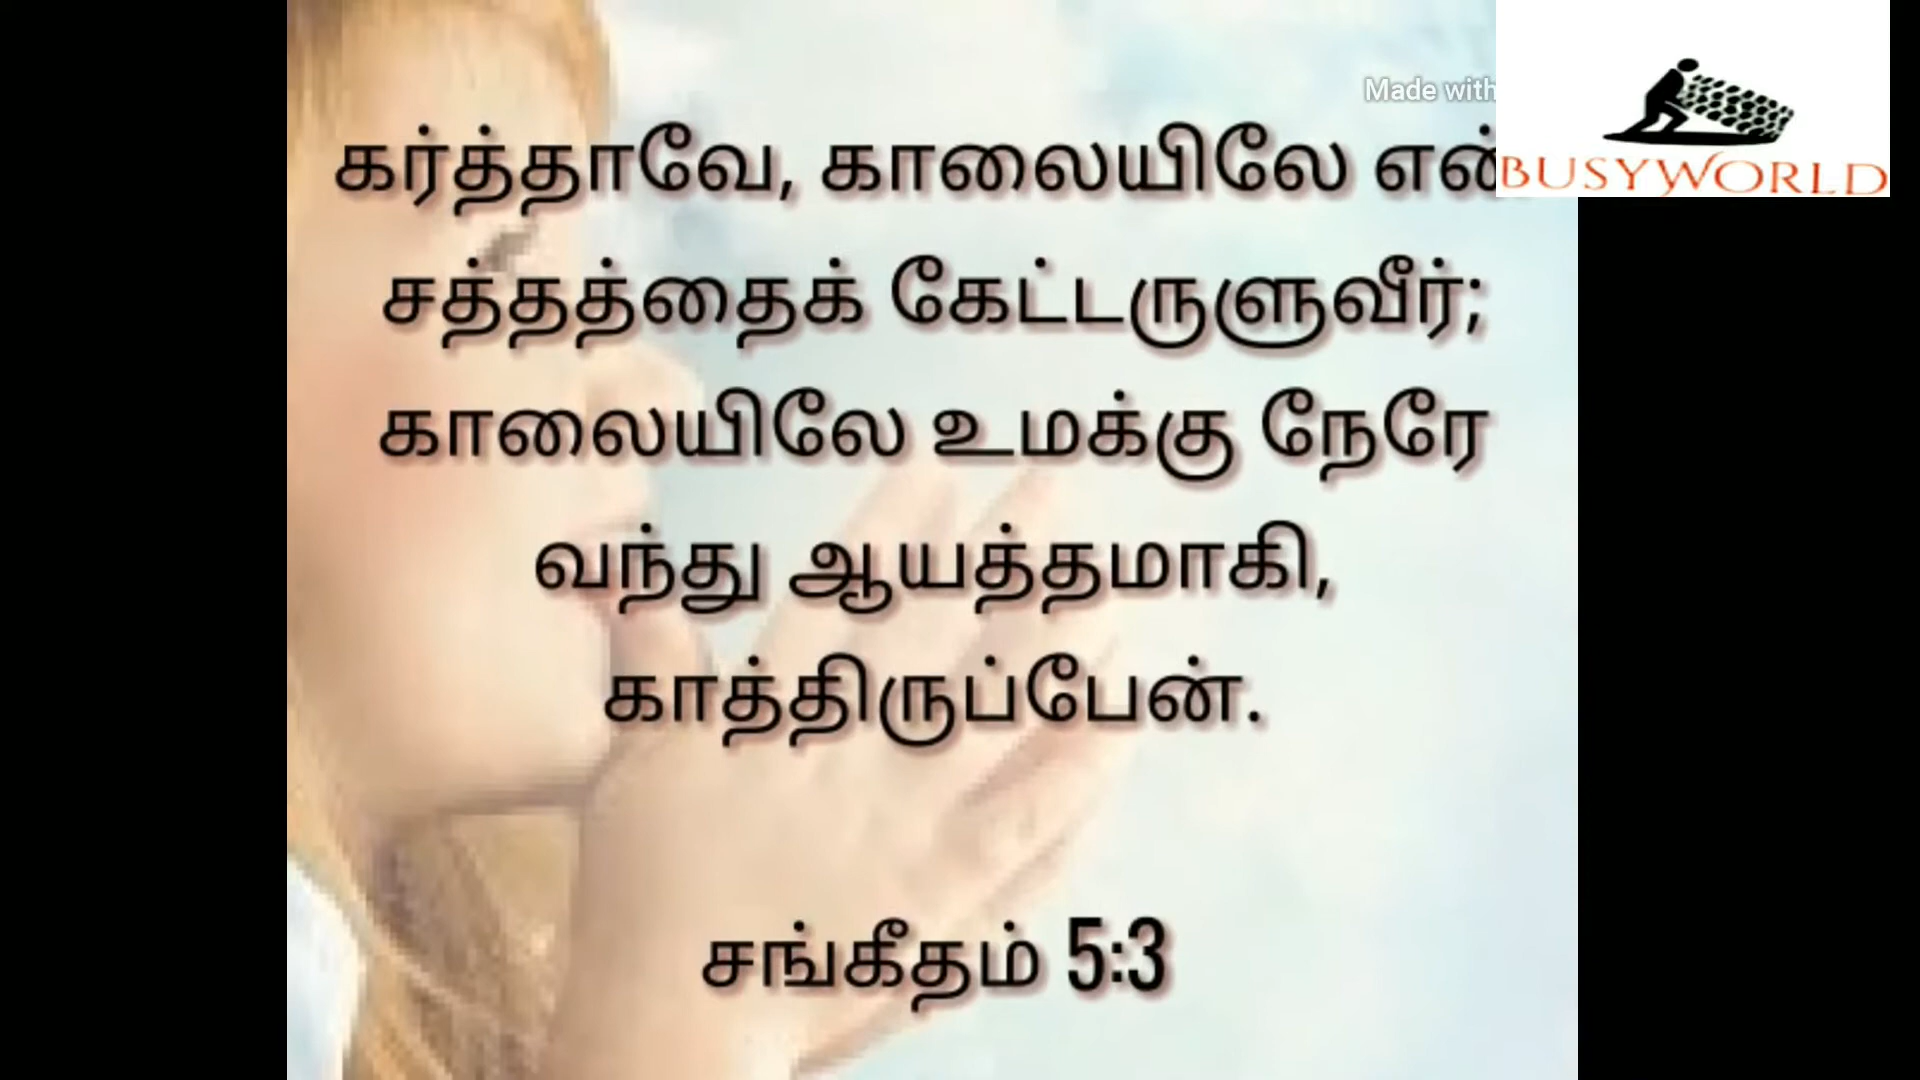 Made with
கர்த்தாவே, காலையிலே என்
சத்தத்தைக் கேட்டருளுவீர்;
காலையிலே உமக்கு நேரே
வந்து ஆயத்தமாகி,
காத்திருப்பேன்.
சங்கீதம் 5:3
BUSYWORLD